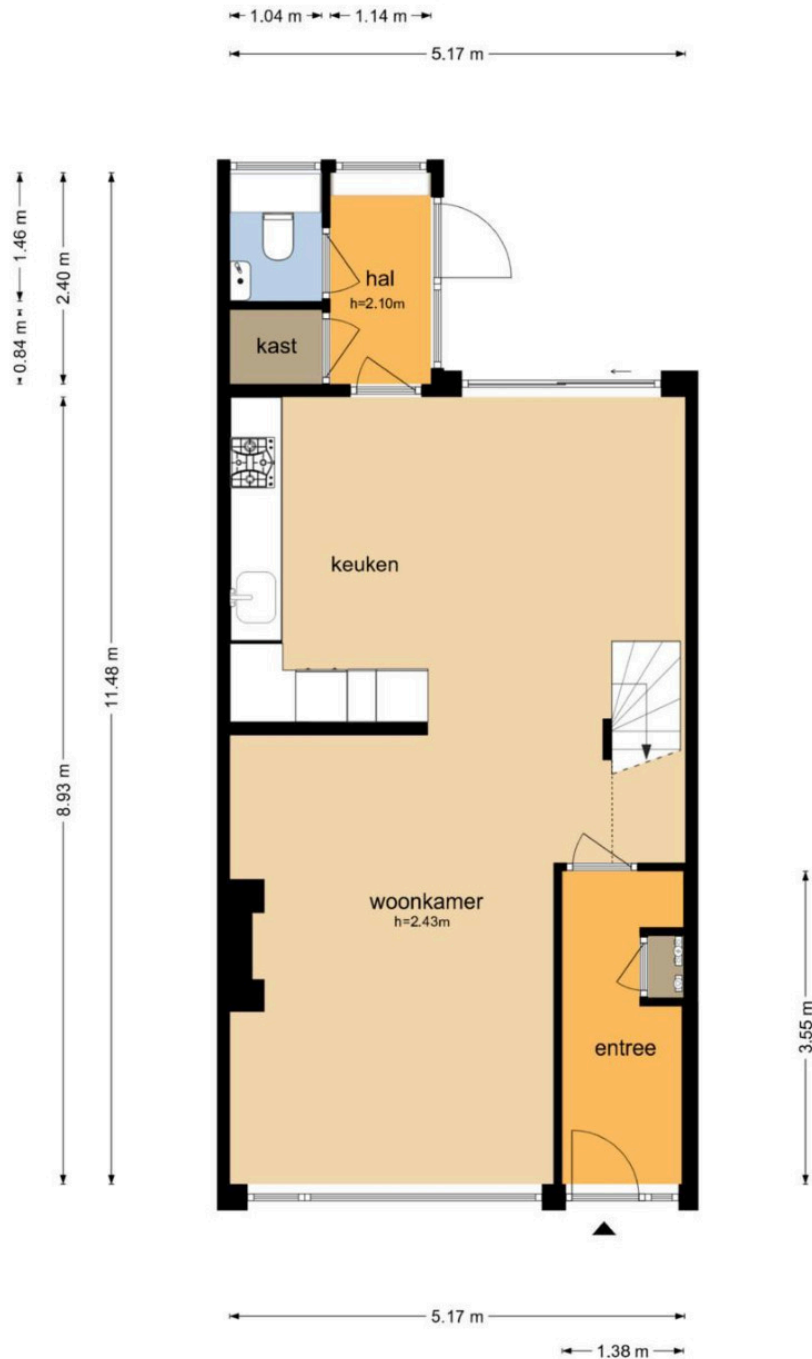 1.04 m
1.14 m
5.17 m
1.46 m
2.40 m
0.84 m
11.48 m
8.93 m
hal
h=2.10m
kast
keuken
woonkamer
h=2.43m
entree
3.55 m
5.17 m
1.38 m